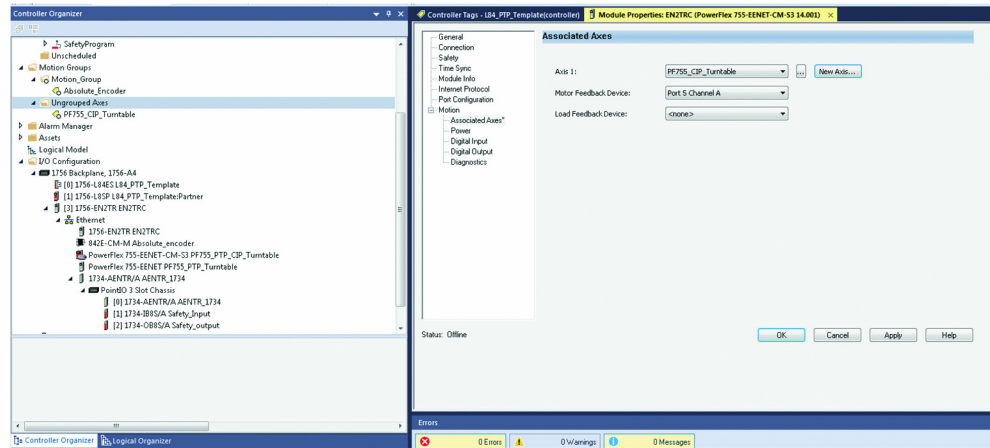 Controller Organizer
SafetyProgram
Unscheduled
Motion Groups
Motion_Group
Absolute_Encoder
Ungrouped Axes
PF755_CIP_Turntable
Alarm Manager
Assets
Logical Model
I/O Configuration
1756 Backplane, 1756-A4
[0] 1756-L84ES L84_PTP_Template
[1] 1756-L8SP L84_PTP_Template:Partner
[3] 1756-EN2TR EN2TRC
Ethernet
1756-EN2TR EN2TRC
842E-CM-M Absolute_encoder
PowerFlex 755-EENET-CM-S3 PF755_PTP_CIP_Turntable
PowerFlex 755-EENET PF755_PTP_Turntable
1734-AENTR/A AENTR_1734
PointIO 3 Slot Chassis
[0] 1734-AENTR/A AENTR_1734
[1] 1734-IB8S/A Safety_Input
[2] 1734-OB8S/A Safety_output
Controller Organizer
Logical Organizer
Controller Tags - L84_PTP_Template(controller)
Module Properties: EN2TRC (PowerFlex 755-EENET-CM-S3 14.001)
General
Connection
Safety
Time Sync
Module Info
Internet Protocol
Port Configuration
Motion
Associated Axes*
Power
Digital Input
Digital Output
Diagnostics
Associated Axes
Axis 1: PF755_CIP_Turntable ... New Axis...
Motor Feedback Device: Port 5 Channel A
Load Feedback Device: <none>
Status: Offline
OK Cancel Apply Help
Errors
0 Errors 0 Warnings 0 Messages